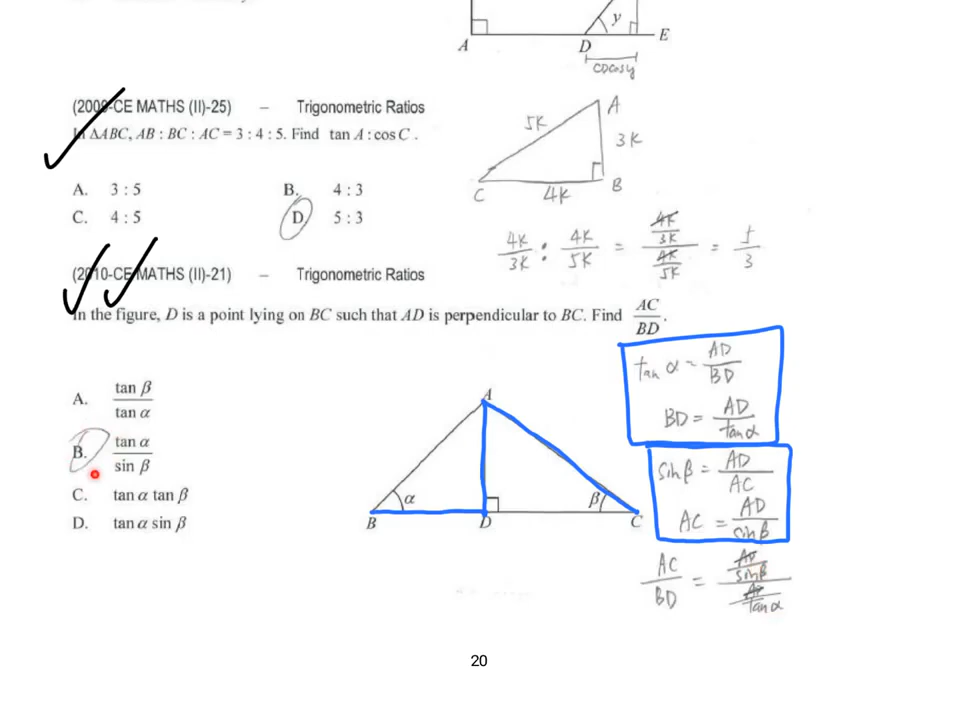 A
y
D
E
CD cos y
(2009-CE MATHS (II)-25) – Trigonometric Ratios
In ΔABC, AB : BC : AC = 3 : 4 : 5. Find tan A : cos C.
A. 3 : 5 B. 4 : 3
C. 4 : 5 D. 5 : 3
A
5K
3K
C
4K
B
4K/3K : 4K/5K = (4K/3K)/(4K/5K) = 5/3
(2010-CE MATHS (II)-21) – Trigonometric Ratios
In the figure, D is a point lying on BC such that AD is perpendicular to BC. Find AC/BD.
A. tan β / tan α
B. tan α / sin β
C. tan α tan β
D. tan α sin β
A
α
β
B
D
C
tan α = AD/BD
BD = AD/tan α
sin β = AD/AC
AC = AD/sin β
AC/BD = (AD/sin β)/(AD/tan α)
20